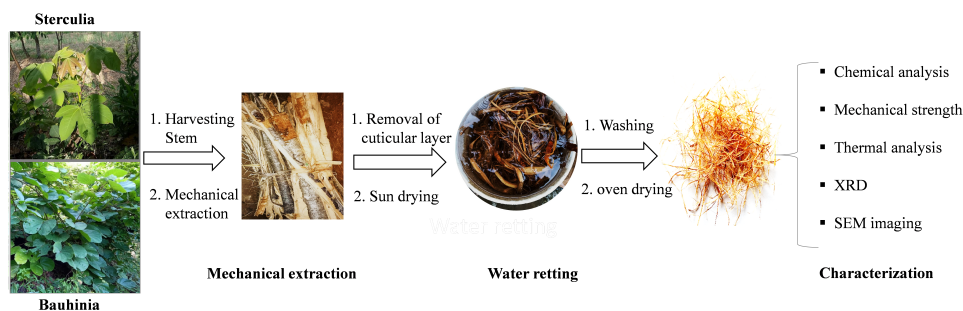 Sterculia
Bauhinia
1. Harvesting
Stem
2. Mechanical
extraction
Mechanical extraction
1. Removal of
cuticular layer
2. Sun drying
Water retting
Water retting
1. Washing
2. oven drying
▪ Chemical analysis
▪ Mechanical strength
▪ Thermal analysis
▪ XRD
▪ SEM imaging
Characterization